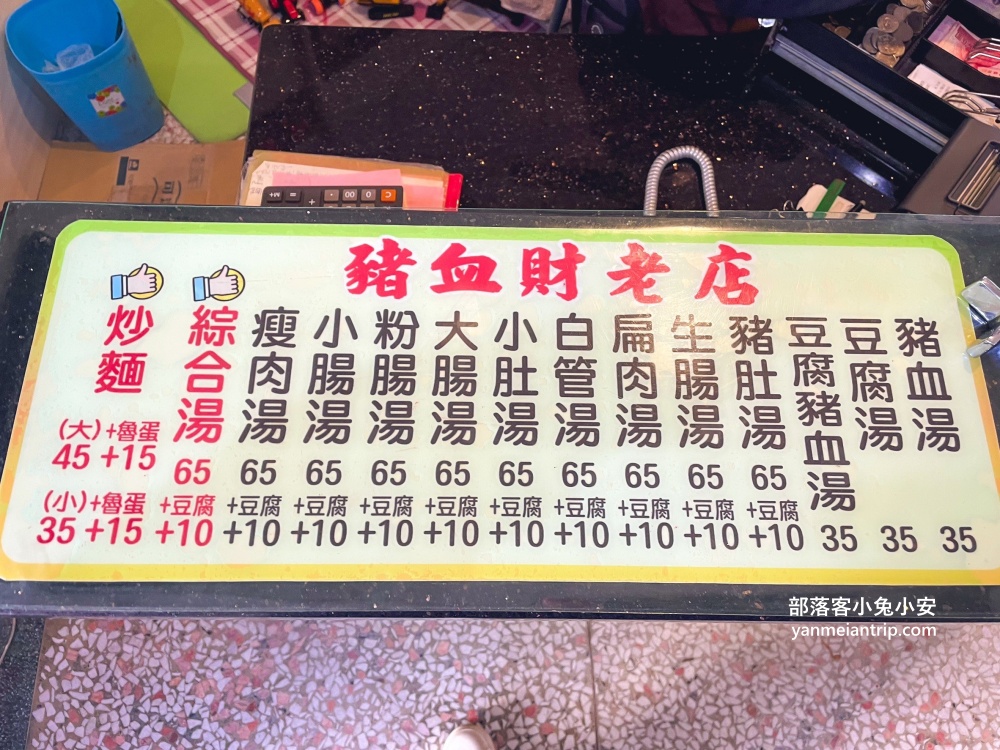 豬血財老店
豬血湯
35
豆腐湯
35
豆腐豬血湯
35
豬肚湯
65
+豆腐
+10
生腸湯
65
+豆腐
+10
扁肉湯
65
+豆腐
+10
白管湯
65
+豆腐
+10
小肚湯
65
+豆腐
+10
大腸湯
65
+豆腐
+10
粉腸湯
65
+豆腐
+10
小腸湯
65
+豆腐
+10
瘦肉湯
65
+豆腐
+10
綜合湯
65
+豆腐
+10
炒麵
(大)+魯蛋
45 +15
(小)+魯蛋
35 +15
C 0 00 · = M+
+
部落客小兔小安
yanmeiantrip.com